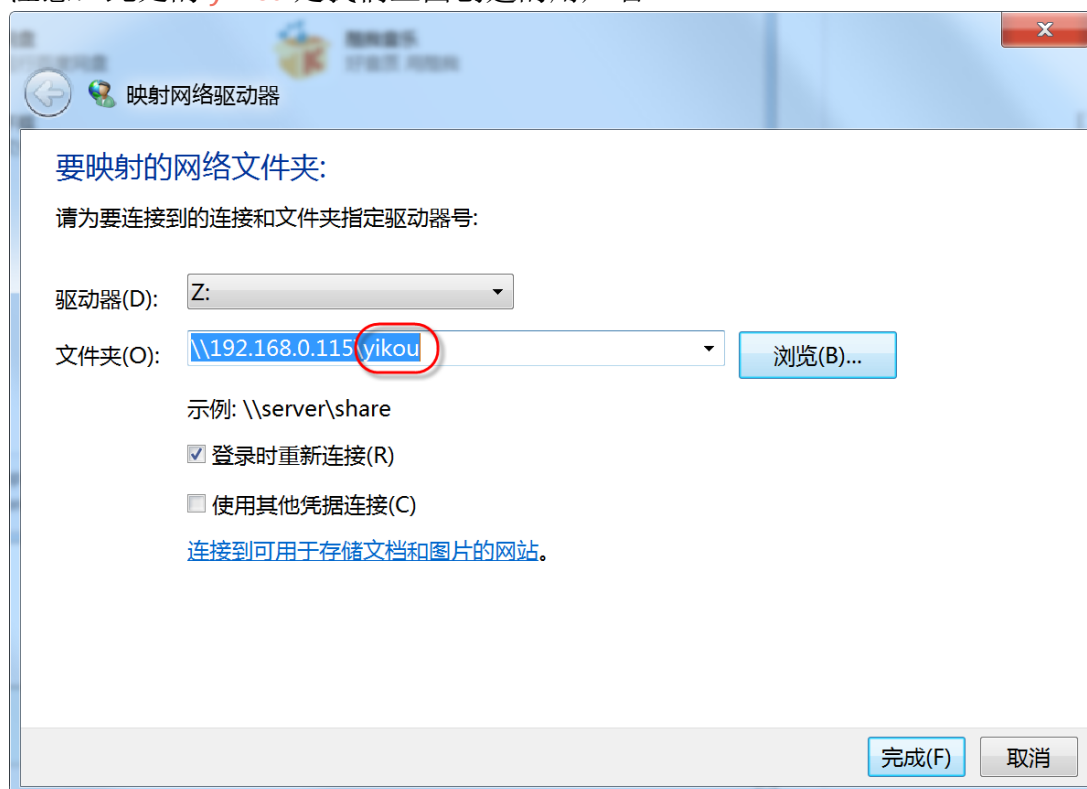 映射网络驱动器
要映射的网络文件夹:
请为要连接到的连接和文件夹指定驱动器号:
驱动器(D): Z:
文件夹(O): \\192.168.0.115\yikou 浏览(B)...
示例: \\server\share
登录时重新连接(R)
使用其他凭据连接(C)
连接到可用于存储文档和图片的网站。
完成(F) 取消